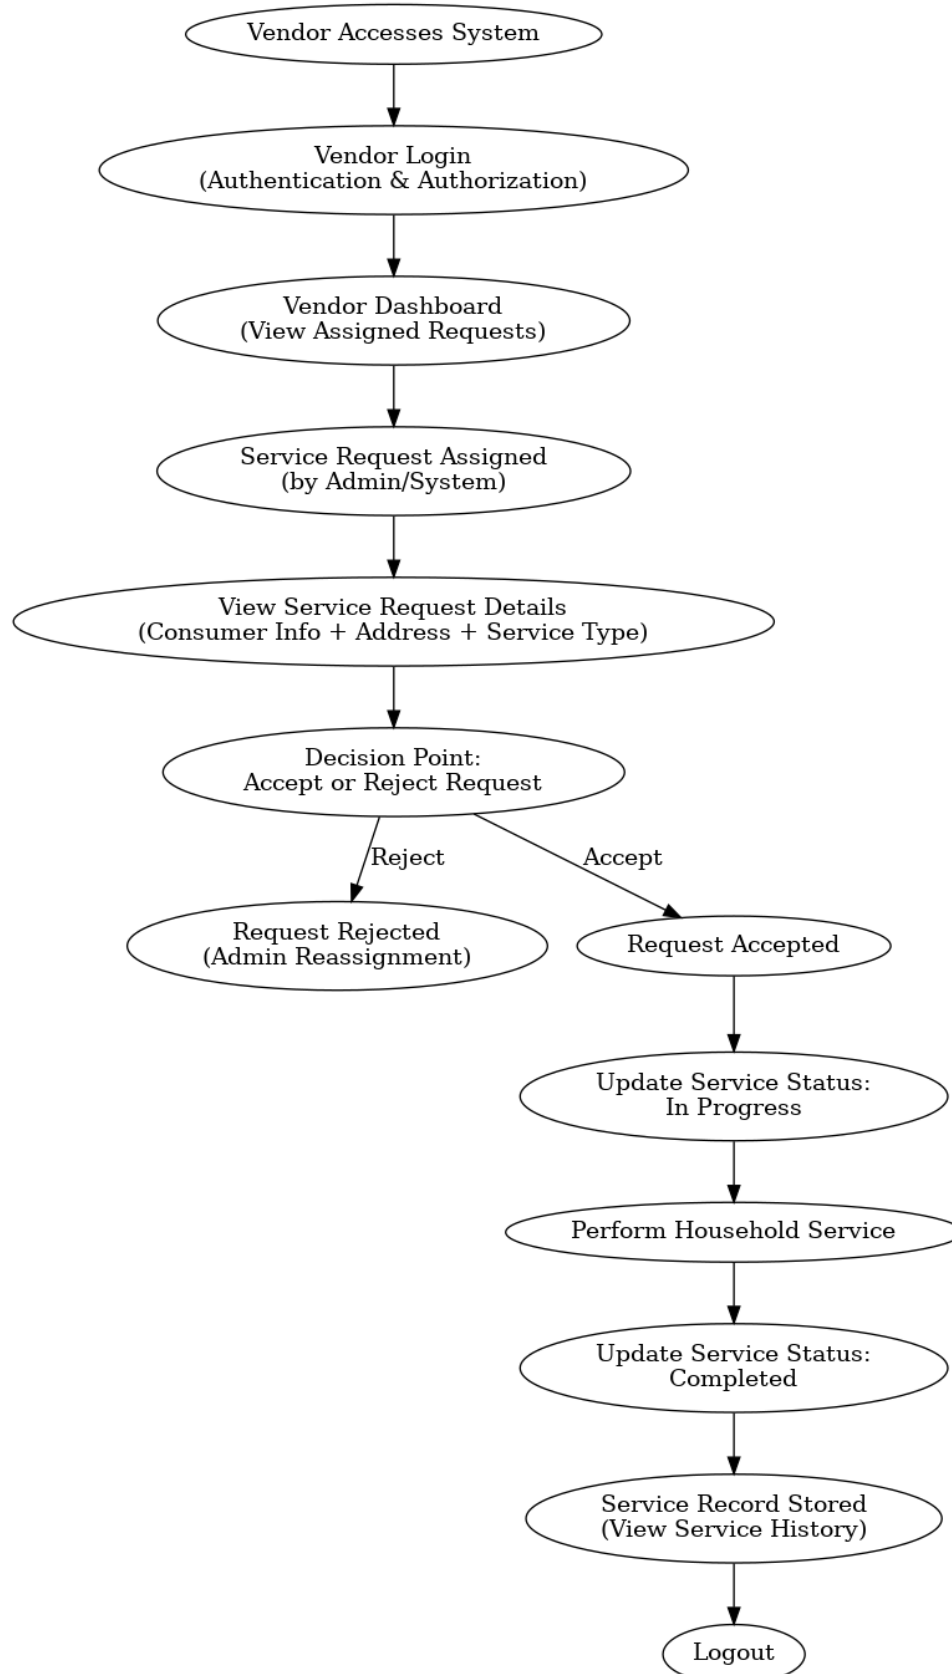 Vendor Accesses System
Vendor Login
(Authentication & Authorization)
Vendor Dashboard
(View Assigned Requests)
Service Request Assigned
(by Admin/System)
View Service Request Details
(Consumer Info + Address + Service Type)
Decision Point:
Accept or Reject Request
Reject
Accept
Request Rejected
(Admin Reassignment)
Request Accepted
Update Service Status:
In Progress
Perform Household Service
Update Service Status:
Completed
Service Record Stored
(View Service History)
Logout